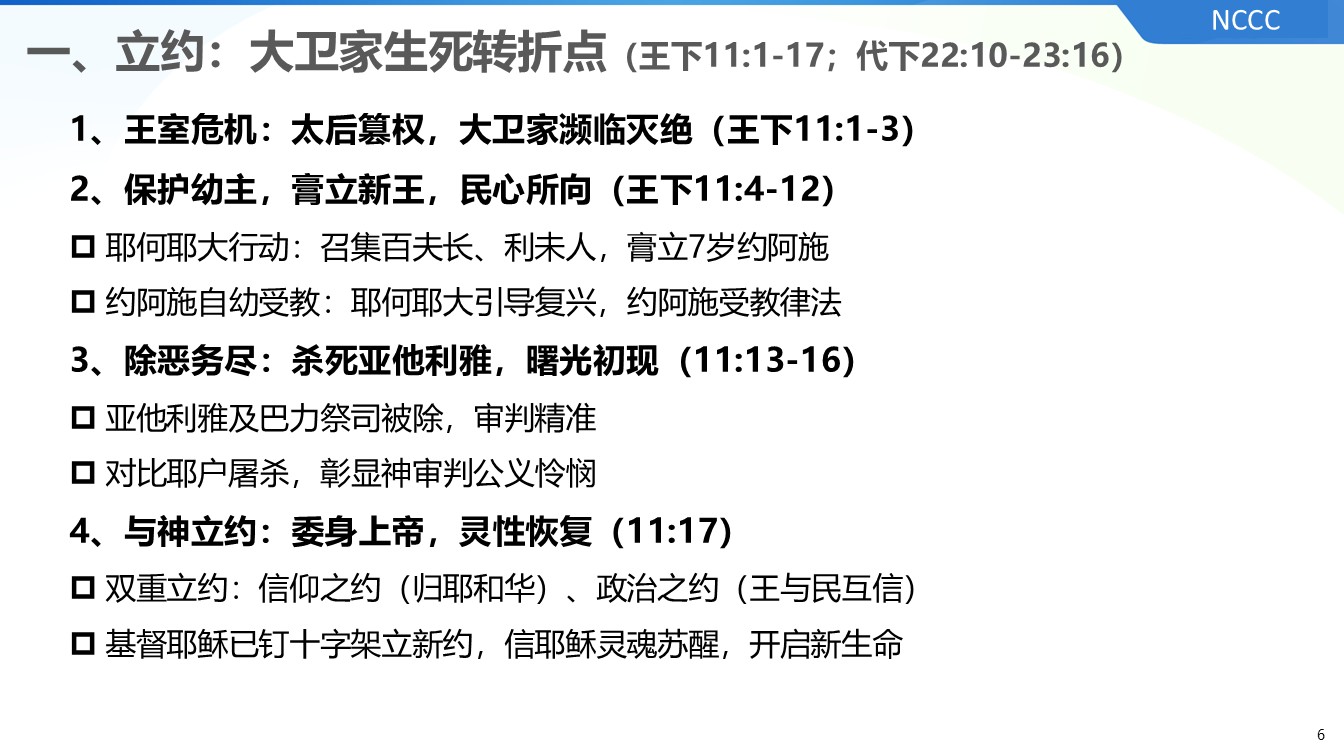 NCCC
一、立约：大卫家生死转折点（王下11:1-17；代下22:10-23:16）
1、王室危机：太后篡权，大卫家濒临灭绝（王下11:1-3）
2、保护幼主，膏立新王，民心所向（王下11:4-12）
耶何耶大行动：召集百夫长、利未人，膏立7岁约阿施
约阿施自幼受教：耶何耶大引导复兴，约阿施受教律法
3、除恶务尽：杀死亚他利雅，曙光初现（11:13-16）
亚他利雅及巴力祭司被除，审判精准
对比耶户屠杀，彰显神审判公义怜悯
4、与神立约：委身上帝，灵性恢复（11:17）
双重立约：信仰之约（归耶和华）、政治之约（王与民互信）
基督耶稣已钉十字架立新约，信耶稣灵魂苏醒，开启新生命
6